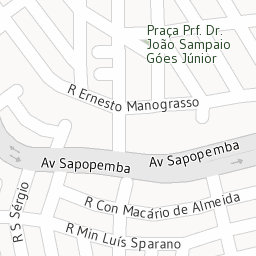 Praça Prf. Dr.
João Sampaio
Góes Júnior
R Ernesto Manograsso
Av Sapopemba
Av Sapopemba
R S Sérgio
R Con Macário de Almeida
R Min Luís Sparano